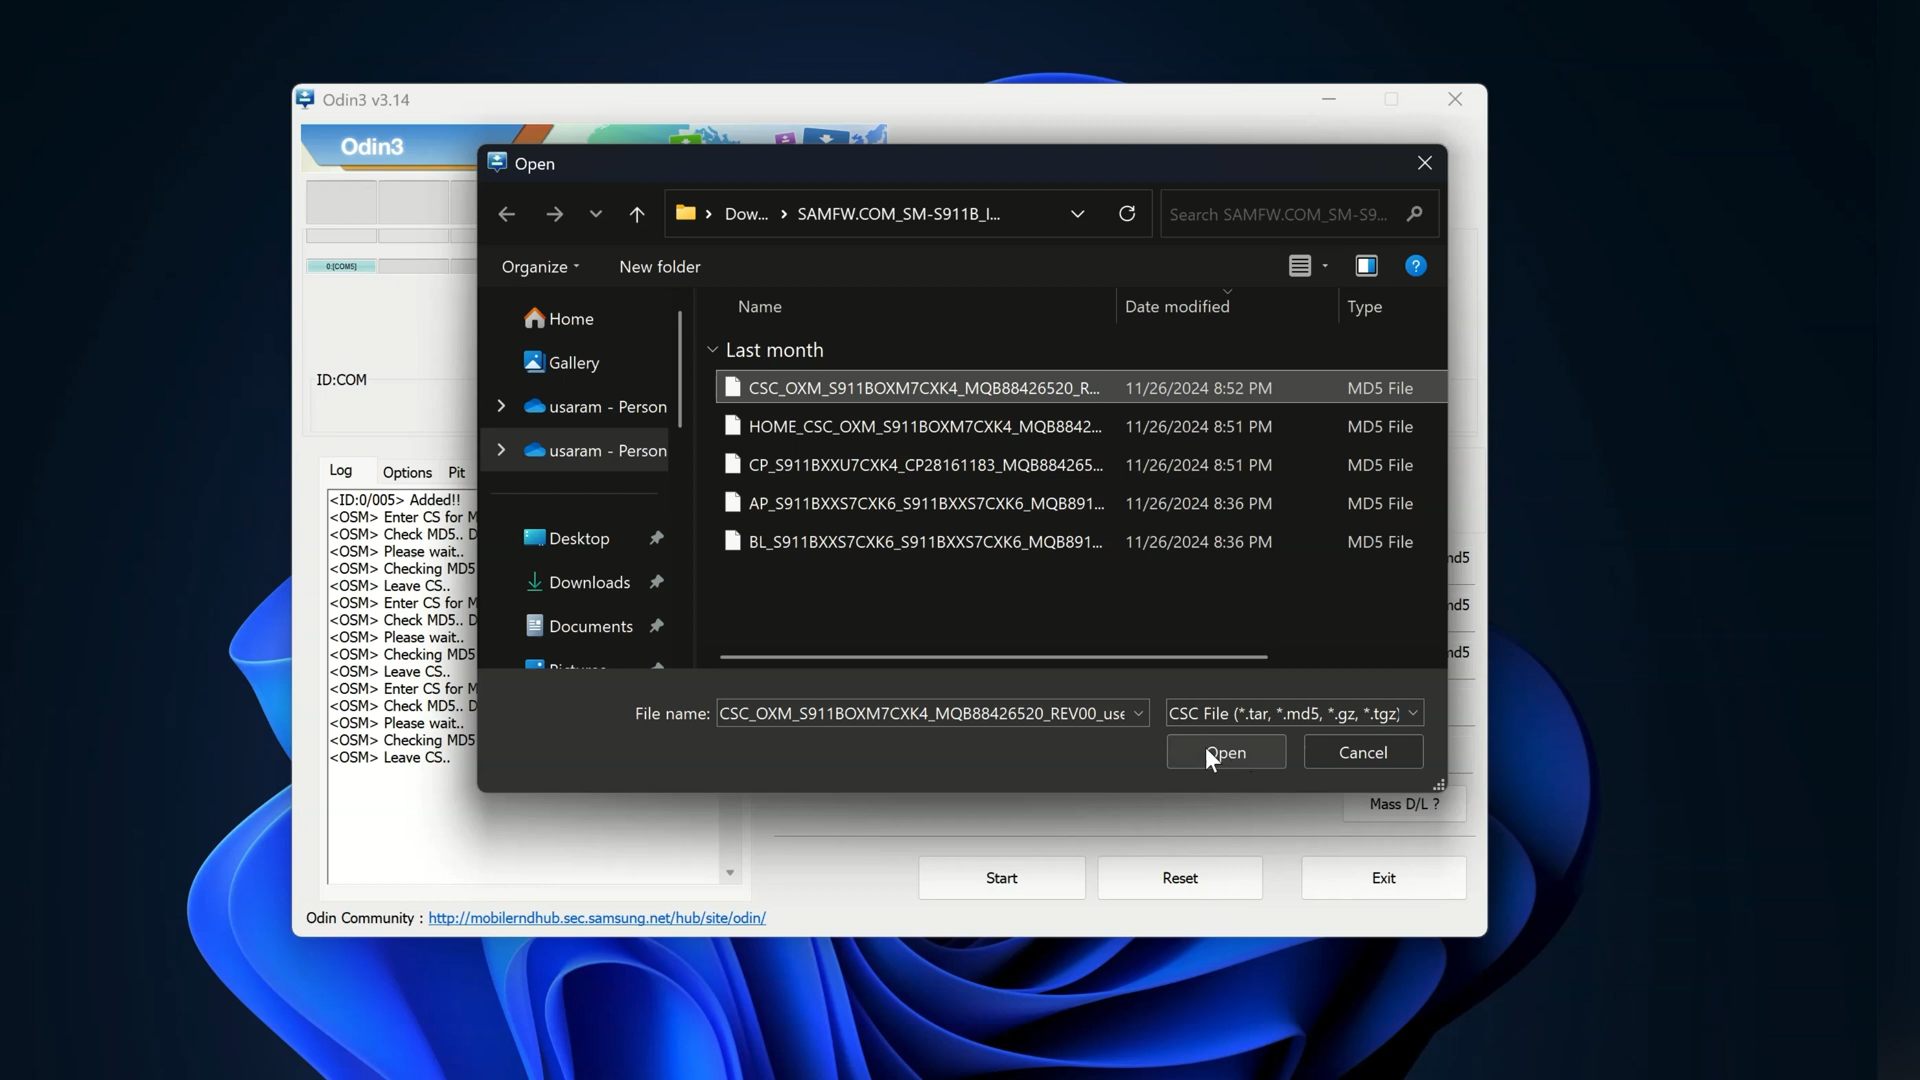 Odin3 v3.14
Odin3
Open
Dow... SAMFW.COM_SM-S911B_I...
Search SAMFW.COM_SM-S9...
Organize
New folder
?
Name
Date modified
Type
Home
Gallery
usaram - Person
usaram - Person
Desktop
Downloads
Documents
Last month
CSC_OXM_S911BOXM7CXK4_MQB88426520_R... 11/26/2024 8:52 PM MD5 File
HOME_CSC_OXM_S911BOXM7CXK4_MQB8842... 11/26/2024 8:51 PM MD5 File
CP_S911BXXU7CXK4_CP28161183_MQB884265... 11/26/2024 8:51 PM MD5 File
AP_S911BXXS7CXK6_S911BXXS7CXK6_MQB891... 11/26/2024 8:36 PM MD5 File
BL_S911BXXS7CXK6_S911BXXS7CXK6_MQB891... 11/26/2024 8:36 PM MD5 File
File name: CSC_OXM_S911BOXM7CXK4_MQB88426520_REV00_use
CSC File (*.tar, *.md5, *.gz, *.tgz)
Open
Cancel
0:[COM5]
ID:COM
Log
Options
Pit
<ID:0/005> Added!!
<OSM> Enter CS for M
<OSM> Check MD5.. D
<OSM> Please wait..
<OSM> Checking MD5
<OSM> Leave CS..
<OSM> Enter CS for M
<OSM> Check MD5.. D
<OSM> Please wait..
<OSM> Checking MD5
<OSM> Leave CS..
<OSM> Enter CS for M
<OSM> Check MD5.. D
<OSM> Please wait..
<OSM> Checking MD5
<OSM> Leave CS..
Mass D/L ?
Start
Reset
Exit
Odin Community : http://mobilerndhub.sec.samsung.net/hub/site/odin/